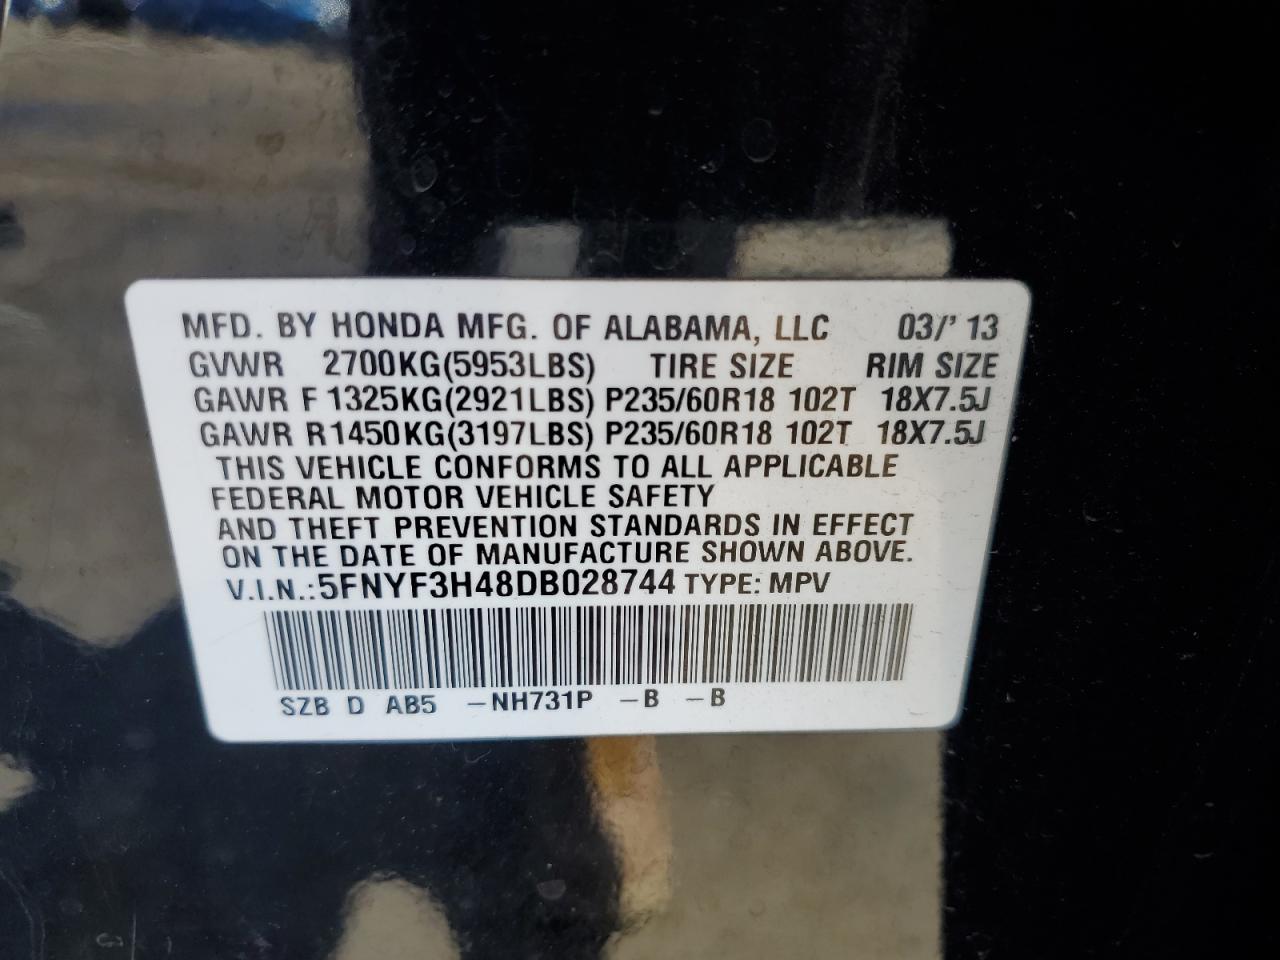 MFD. BY HONDA MFG. OF ALABAMA, LLC 03/'13
GVWR 2700KG(5953LBS) TIRE SIZE RIM SIZE
GAWR F 1325KG(2921LBS) P235/60R18 102T 18X7.5J
GAWR R1450KG(3197LBS) P235/60R18 102T 18X7.5J
THIS VEHICLE CONFORMS TO ALL APPLICABLE
FEDERAL MOTOR VEHICLE SAFETY
AND THEFT PREVENTION STANDARDS IN EFFECT
ON THE DATE OF MANUFACTURE SHOWN ABOVE.
V.I.N.:5FNYF3H48DB028744 TYPE: MPV
SZB D AB5 -NH731P -B -B